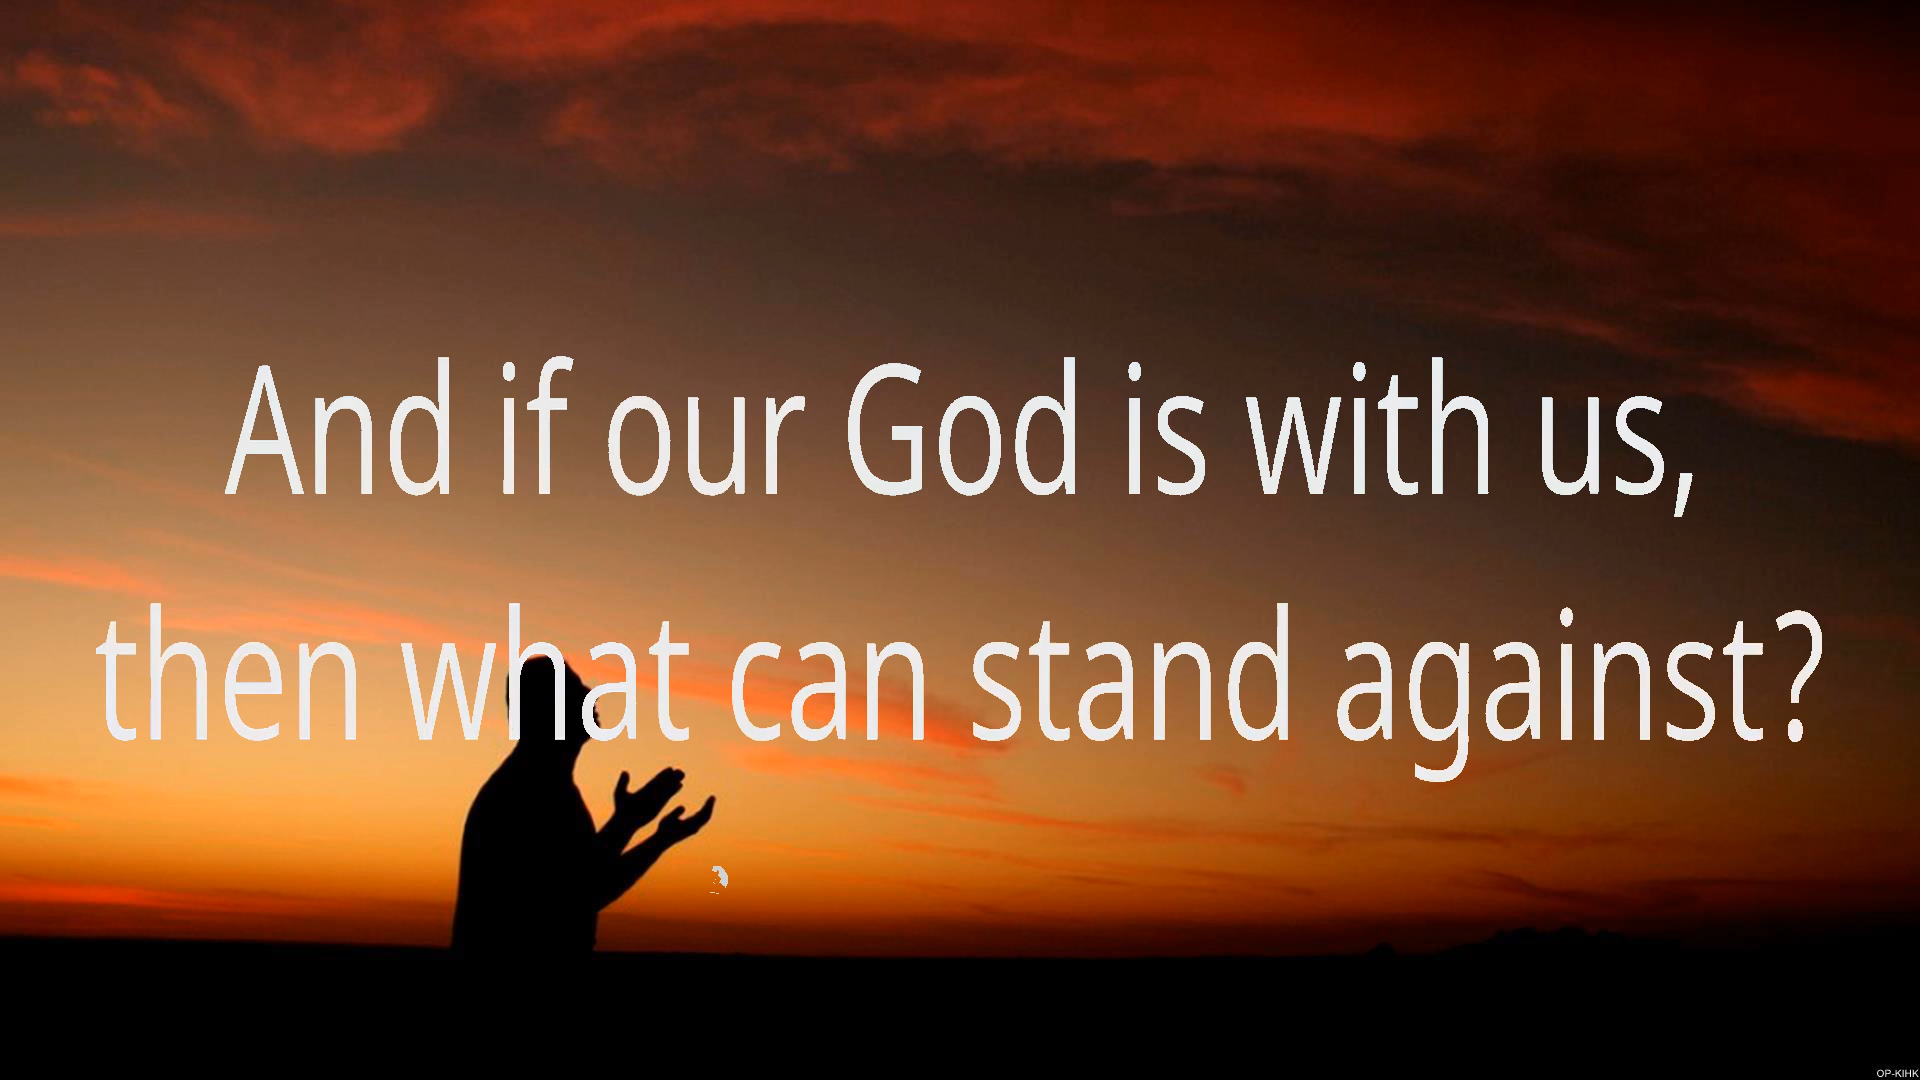 And if our God is with us,
then what can stand against?
OP-KIHK